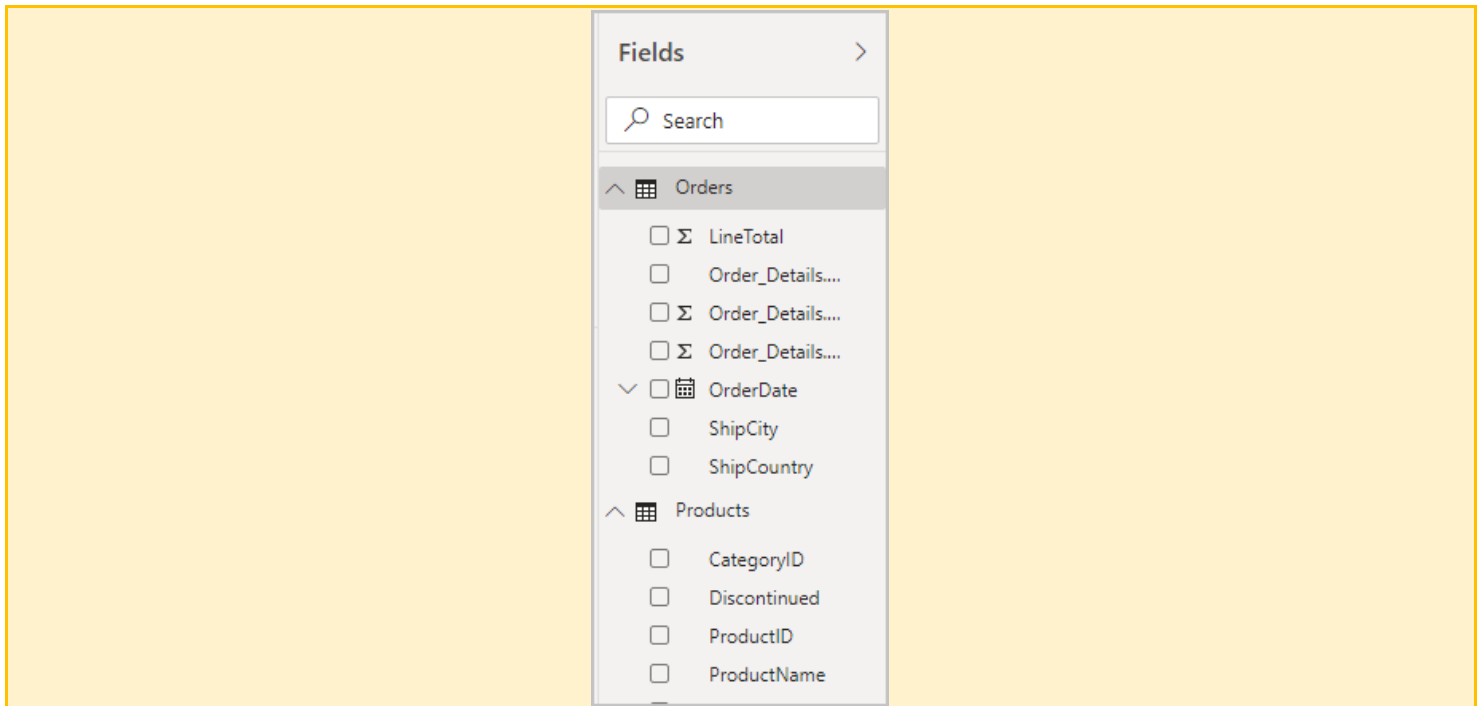 Fields
Search
Orders
Σ LineTotal
Order_Details....
Σ Order_Details....
Σ Order_Details....
OrderDate
ShipCity
ShipCountry
Products
CategoryID
Discontinued
ProductID
ProductName